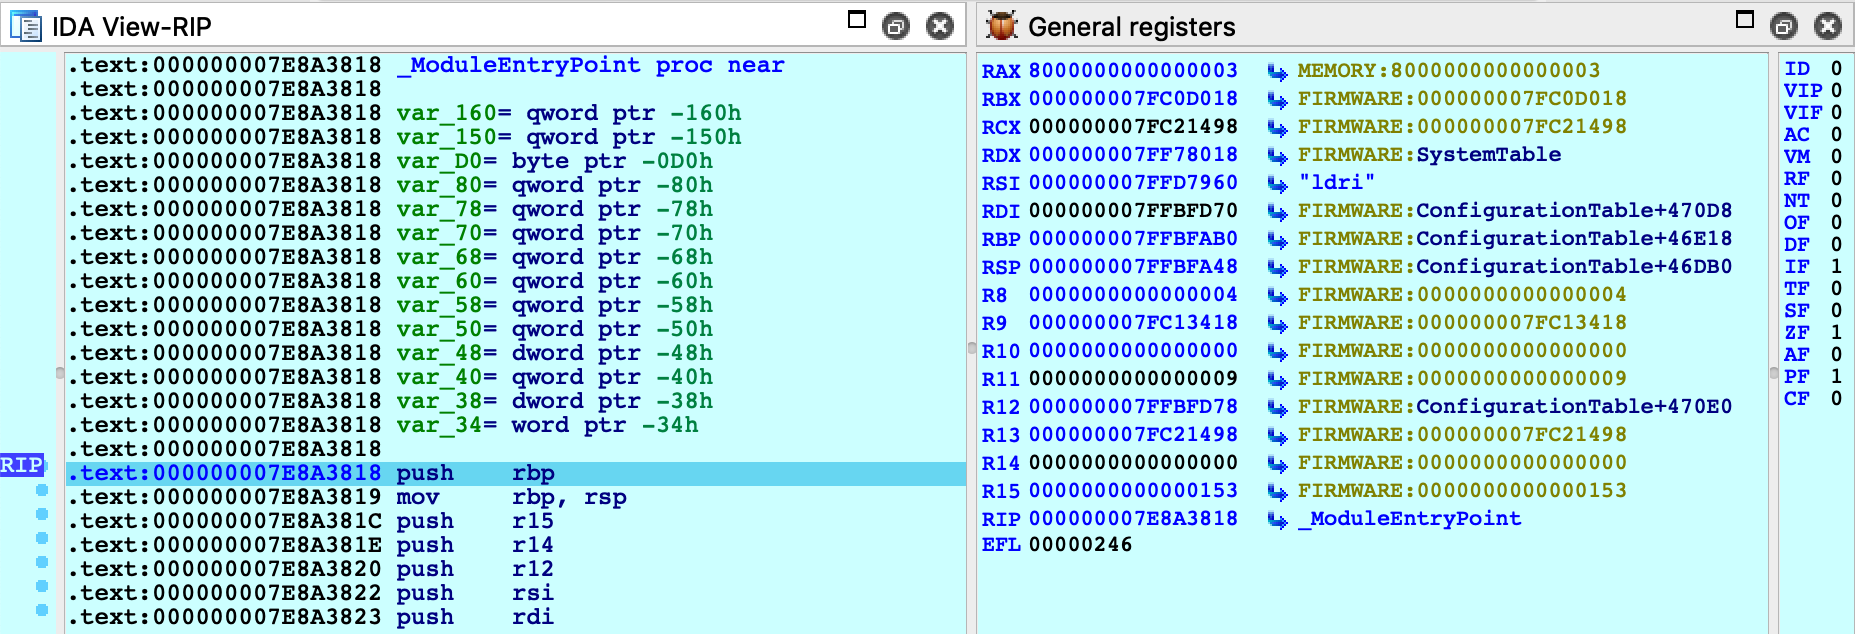 IDA View-RIP
.text:000000007E8A3818 _ModuleEntryPoint proc near
.text:000000007E8A3818
.text:000000007E8A3818 var_160= qword ptr -160h
.text:000000007E8A3818 var_150= qword ptr -150h
.text:000000007E8A3818 var_D0= byte ptr -0D0h
.text:000000007E8A3818 var_80= qword ptr -80h
.text:000000007E8A3818 var_78= qword ptr -78h
.text:000000007E8A3818 var_70= qword ptr -70h
.text:000000007E8A3818 var_68= qword ptr -68h
.text:000000007E8A3818 var_60= qword ptr -60h
.text:000000007E8A3818 var_58= qword ptr -58h
.text:000000007E8A3818 var_50= qword ptr -50h
.text:000000007E8A3818 var_48= dword ptr -48h
.text:000000007E8A3818 var_40= qword ptr -40h
.text:000000007E8A3818 var_38= dword ptr -38h
.text:000000007E8A3818 var_34= word ptr -34h
.text:000000007E8A3818
RIP .text:000000007E8A3818 push    rbp
.text:000000007E8A3819 mov     rbp, rsp
.text:000000007E8A381C push    r15
.text:000000007E8A381E push    r14
.text:000000007E8A3820 push    r12
.text:000000007E8A3822 push    rsi
.text:000000007E8A3823 push    rdi
General registers
RAX 8000000000000003 MEMORY:8000000000000003
RBX 000000007FC0D018 FIRMWARE:000000007FC0D018
RCX 000000007FC21498 FIRMWARE:000000007FC21498
RDX 000000007FF78018 FIRMWARE:SystemTable
RSI 000000007FFD7960 "ldri"
RDI 000000007FFBFD70 FIRMWARE:ConfigurationTable+470D8
RBP 000000007FFBFAB0 FIRMWARE:ConfigurationTable+46E18
RSP 000000007FFBFA48 FIRMWARE:ConfigurationTable+46DB0
R8 0000000000000004 FIRMWARE:0000000000000004
R9 000000007FC13418 FIRMWARE:000000007FC13418
R10 0000000000000000 FIRMWARE:0000000000000000
R11 0000000000000009 FIRMWARE:0000000000000009
R12 000000007FFBFD78 FIRMWARE:ConfigurationTable+470E0
R13 000000007FC21498 FIRMWARE:000000007FC21498
R14 0000000000000000 FIRMWARE:0000000000000000
R15 0000000000000153 FIRMWARE:0000000000000153
RIP 000000007E8A3818 _ModuleEntryPoint
EFL 00000246
ID 0
VIP 0
VIF 0
AC 0
VM 0
RF 0
NT 0
OF 0
DF 0
IF 1
TF 0
SF 0
ZF 1
AF 0
PF 1
CF 0